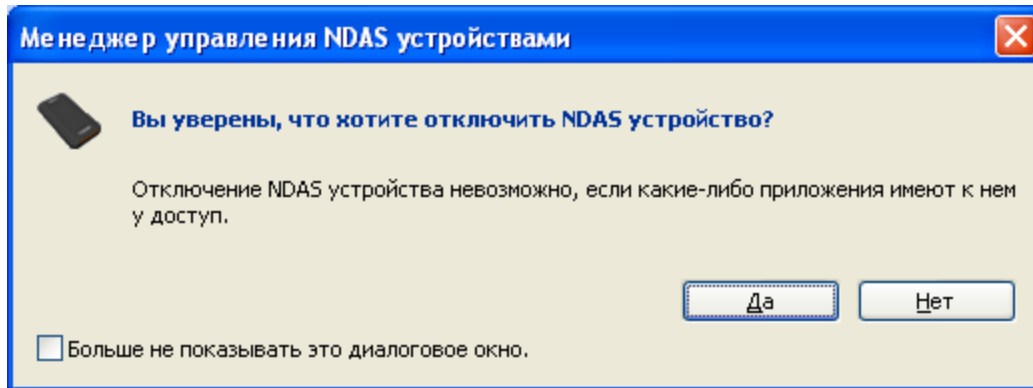 Менеджер управления NDAS устройствами
Вы уверены, что хотите отключить NDAS устройство?
Отключение NDAS устройства невозможно, если какие-либо приложения имеют к нем
у доступ.
Да
Нет
Больше не показывать это диалоговое окно.